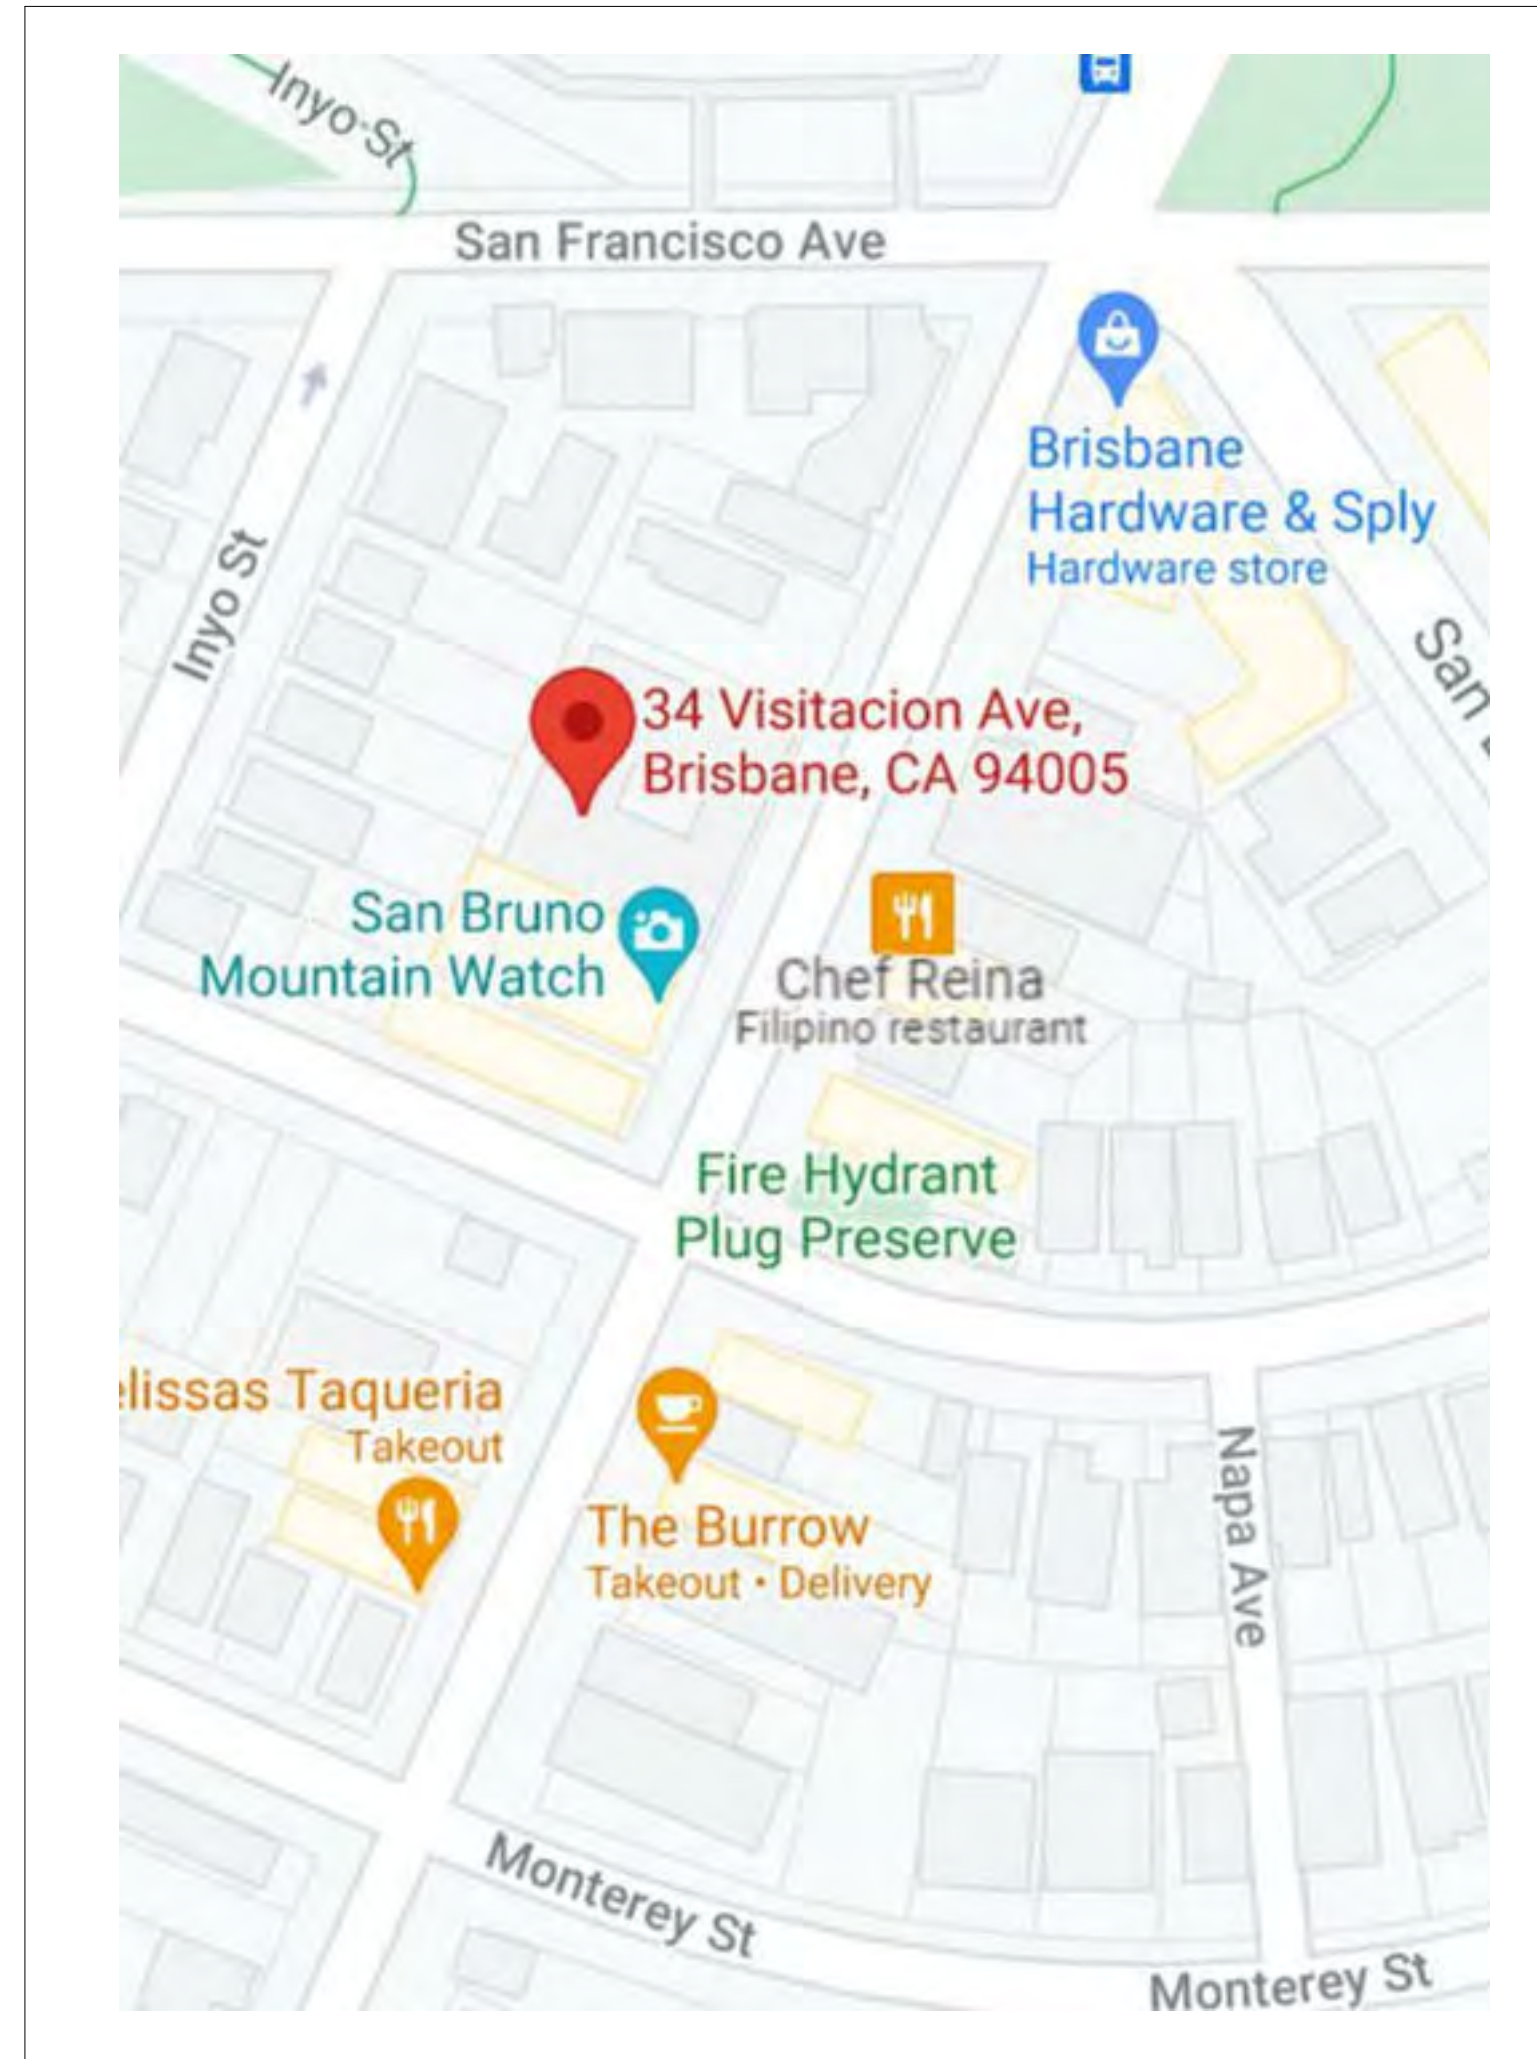 Inyo St
San Francisco Ave
Brisbane
Hardware & Sply
Hardware store
Inyo St
San
34 Visitacion Ave,
Brisbane, CA 94005
San Bruno
Mountain Watch
Chef Reina
Filipino restaurant
Fire Hydrant
Plug Preserve
elissas Taqueria
Takeout
The Burrow
Takeout • Delivery
Napa Ave
Monterey St
Monterey St